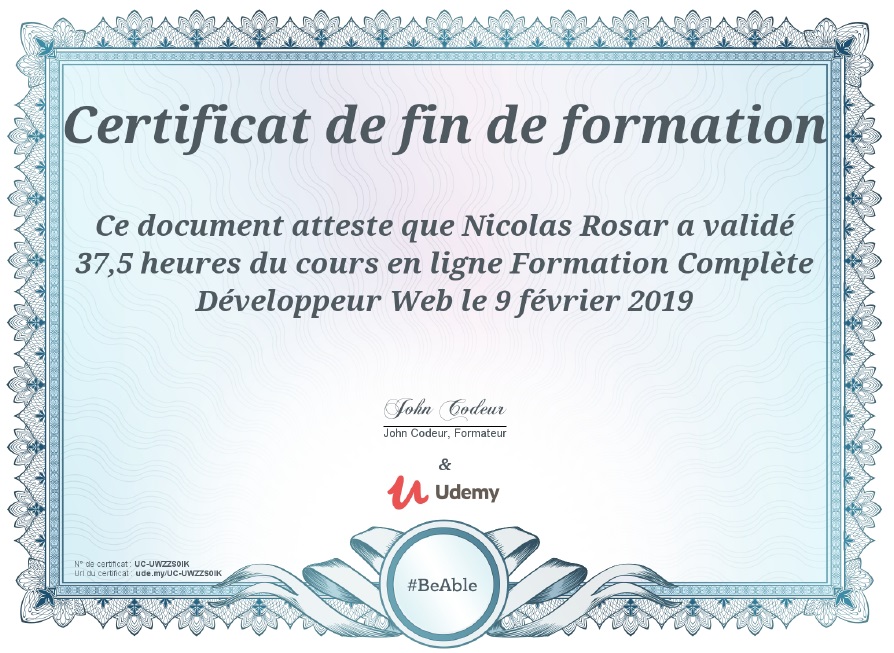 Certificat de fin de formation
Ce document atteste que Nicolas Rosar a validé
37,5 heures du cours en ligne Formation Complète
Développeur Web le 9 février 2019
John Codeur
John Codeur, Formateur
&
Udemy
#BeAble
N° de certificat : UC-UWZZS0IK
Url du certificat : ude.my/UC-UWZZS0IK